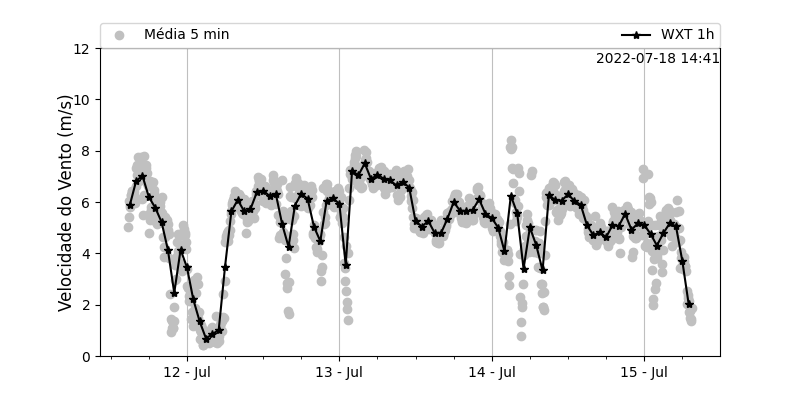 Média 5 min
WXT 1h
2022-07-18 14:41
Velocidade do Vento (m/s)
12
10
8
6
4
2
0
12 - Jul
13 - Jul
14 - Jul
15 - Jul